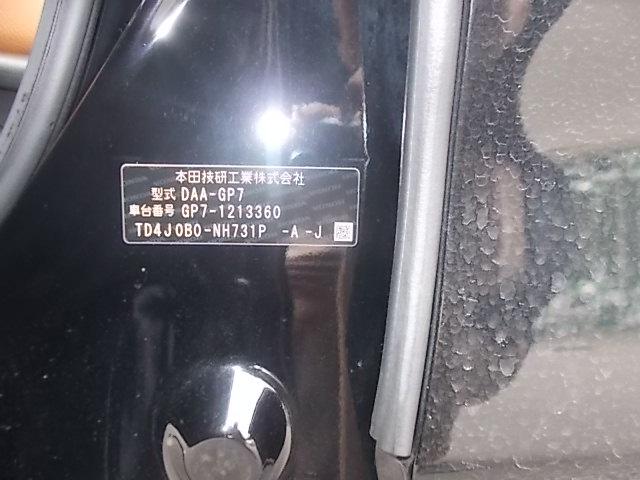 本田技研工業株式会社
型式 DAA-GP7
車台番号 GP7-1213360
TD4J0B0-NH731P -A-J